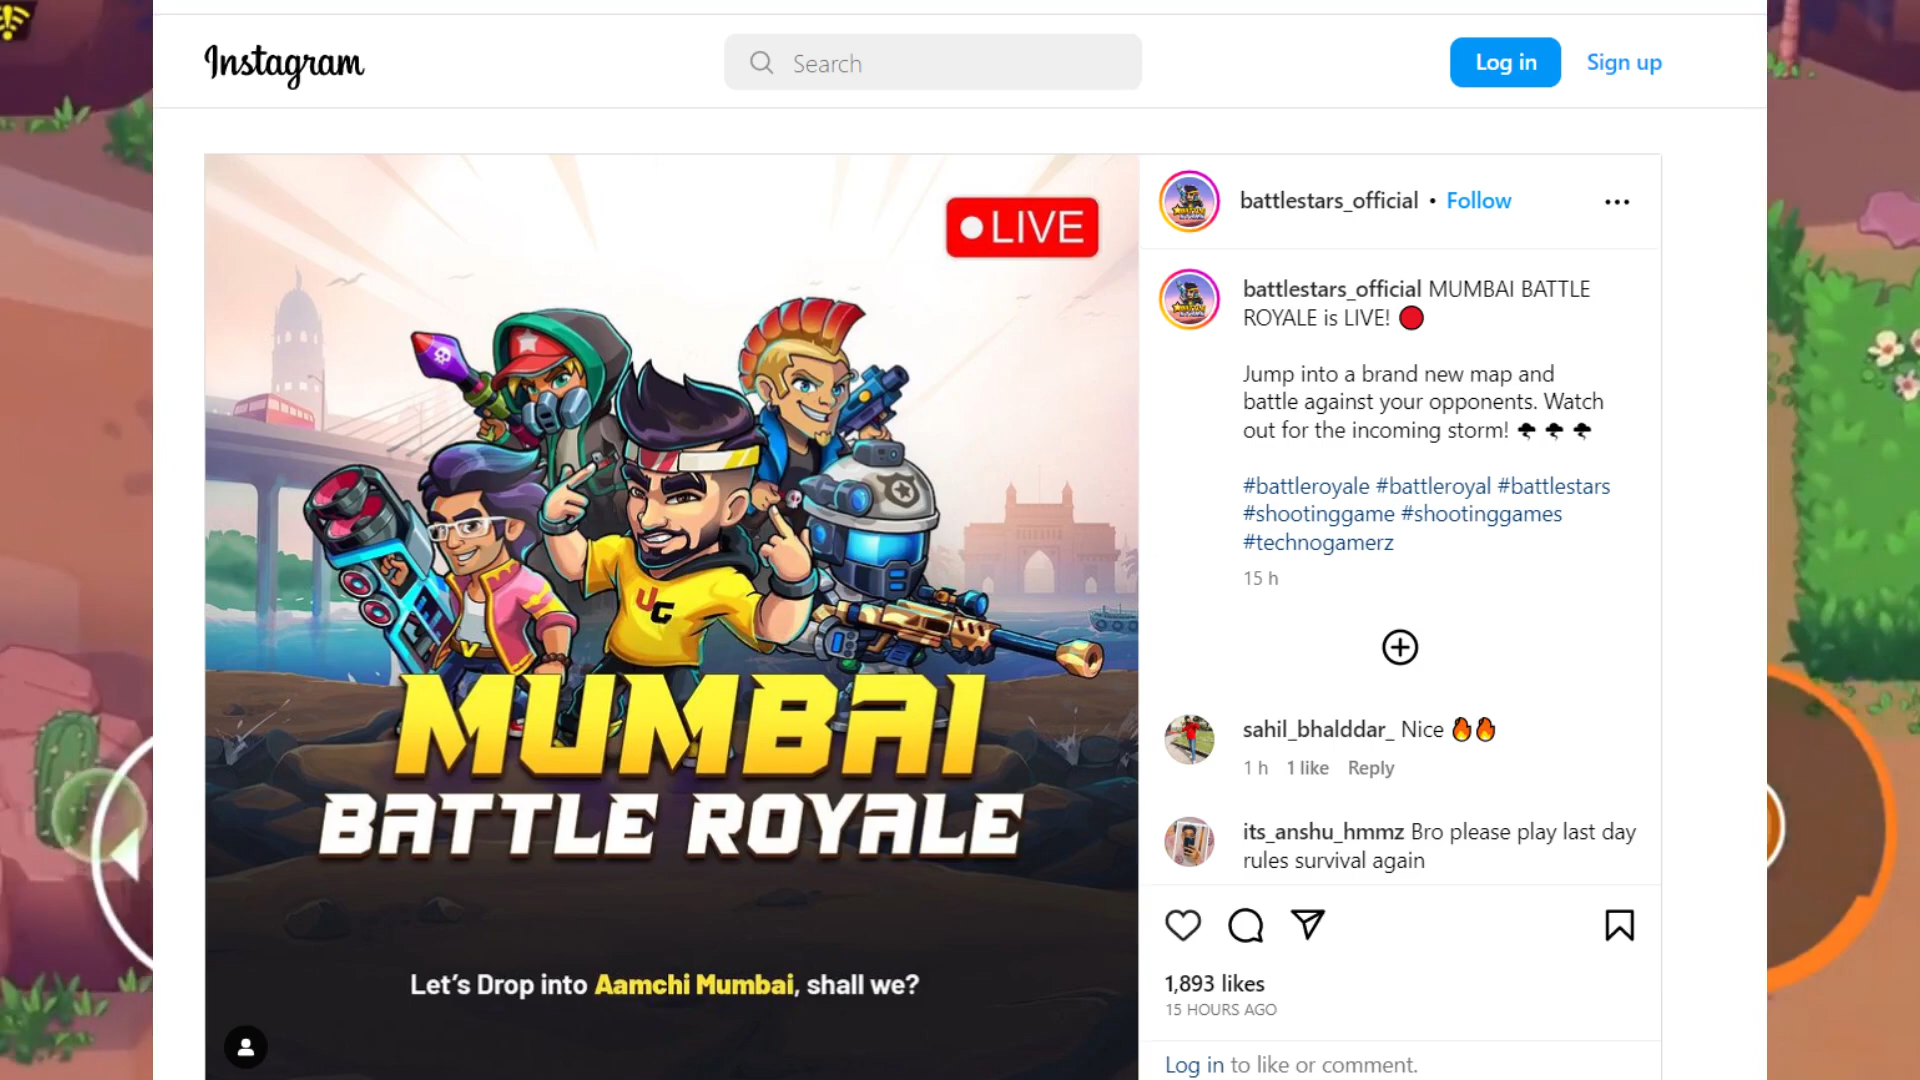 Instagram
Search
Log in
Sign up
LIVE
UG
V
MUMBAI
BATTLE ROYALE
Let's Drop into Aamchi Mumbai, shall we?
battlestars_official • Follow
battlestars_official MUMBAI BATTLE
ROYALE is LIVE! 🔴
Jump into a brand new map and
battle against your opponents. Watch
out for the incoming storm! 🌩️🌩️🌩️
#battleroyale #battleroyal #battlestars
#shootinggame #shootinggames
#technogamerz
15 h
sahil_bhalddar_ Nice 🔥🔥
1 h 1 like Reply
its_anshu_hmmz Bro please play last day
rules survival again
1,893 likes
15 HOURS AGO
Log in to like or comment.